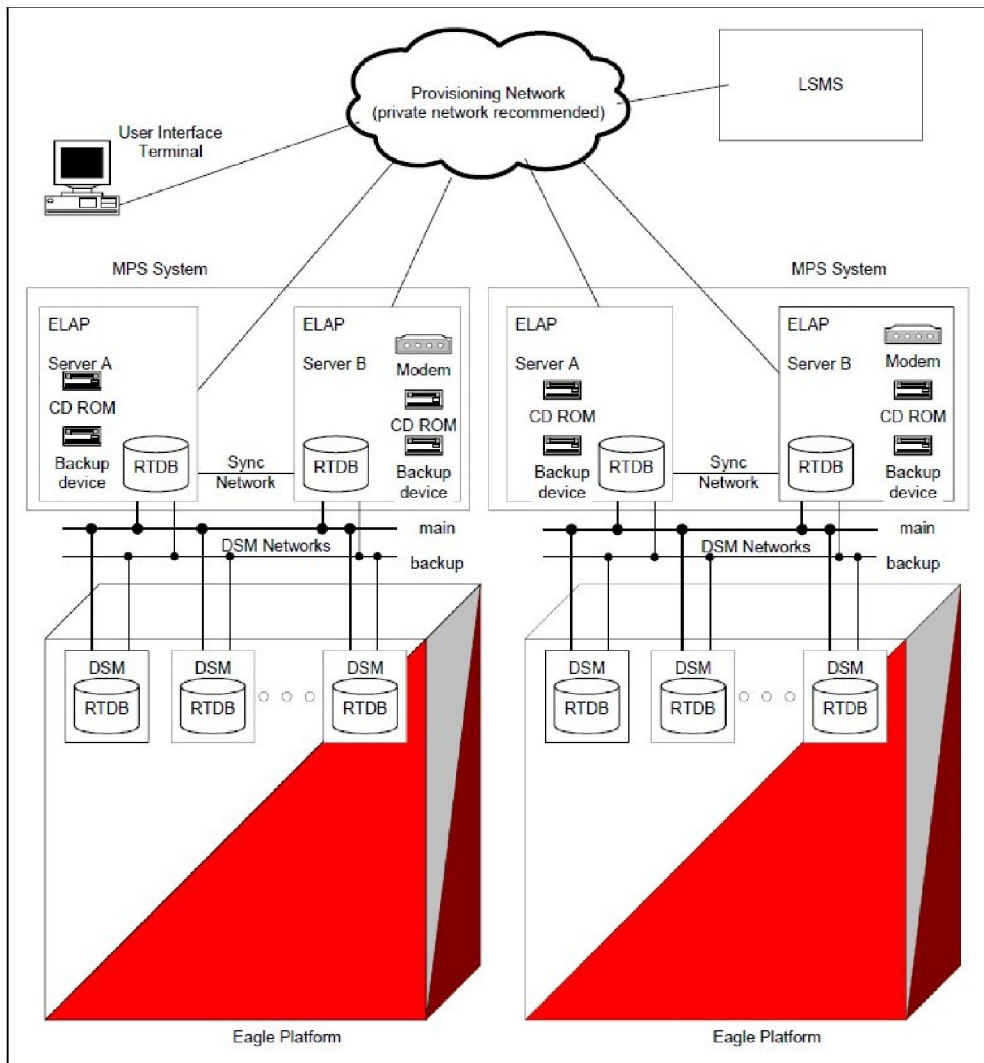 Provisioning Network
(private network recommended)
LSMS
User Interface
Terminal
MPS System
ELAP
Server A
CD ROM
Backup
device
RTDB
Sync
Network
ELAP
Server B
Modem
CD ROM
RTDB
Backup
device
main
DSM Networks
backup
DSM
RTDB
DSM
RTDB
DSM
RTDB
Eagle Platform
MPS System
ELAP
Server A
CD ROM
Backup
device
RTDB
Sync
Network
ELAP
Server B
Modem
CD ROM
RTDB
Backup
device
main
DSM Networks
backup
DSM
RTDB
DSM
RTDB
DSM
RTDB
Eagle Platform